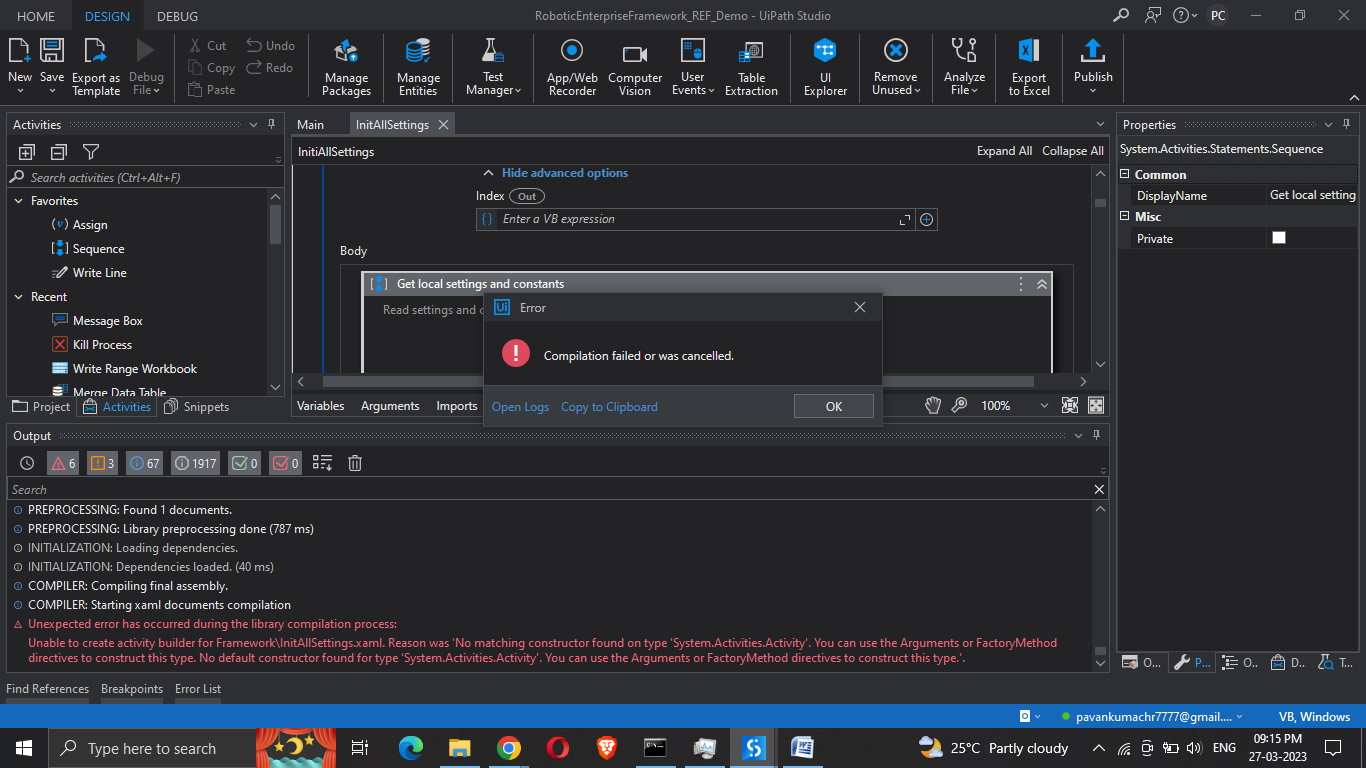 HOME DESIGN DEBUG RoboticEnterpriseFramework_REF_Demo - UiPath Studio PC
New Save Export as Template Debug File Cut Copy Paste Undo Redo Manage Packages Manage Entities Test Manager App/Web Recorder Computer Vision User Events Table Extraction UI Explorer Remove Unused Analyze File Export to Excel Publish
Activities
Search activities (Ctrl+Alt+F)
Favorites
Assign
Sequence
Write Line
Recent
Message Box
Kill Process
Write Range Workbook
Merge Data Table
Project Activities Snippets
Main InitAllSettings
InitiAllSettings Expand All Collapse All
Hide advanced options
Index Out
Enter a VB expression
Body
Get local settings and constants
Read settings and c
Ui Error
Compilation failed or was cancelled.
Open Logs Copy to Clipboard OK
Variables Arguments Imports 100%
Properties
System.Activities.Statements.Sequence
Common
DisplayName Get local setting
Misc
Private
O... P... O.. D.. T...
Output
6 3 67 1917 0 0
Search
PREPROCESSING: Found 1 documents.
PREPROCESSING: Library preprocessing done (787 ms)
INITIALIZATION: Loading dependencies.
INITIALIZATION: Dependencies loaded. (40 ms)
COMPILER: Compiling final assembly.
COMPILER: Starting xaml documents compilation
Unexpected error has occurred during the library compilation process:
Unable to create activity builder for Framework\InitAllSettings.xaml. Reason was 'No matching constructor found on type 'System.Activities.Activity'. You can use the Arguments or FactoryMethod
directives to construct this type. No default constructor found for type 'System.Activities.Activity'. You can use the Arguments or FactoryMethod directives to construct this type.'.
Find References Breakpoints Error List
pavankumachr7777@gmail.... VB, Windows
Type here to search 25°C Partly cloudy ENG 09:15 PM
27-03-2023